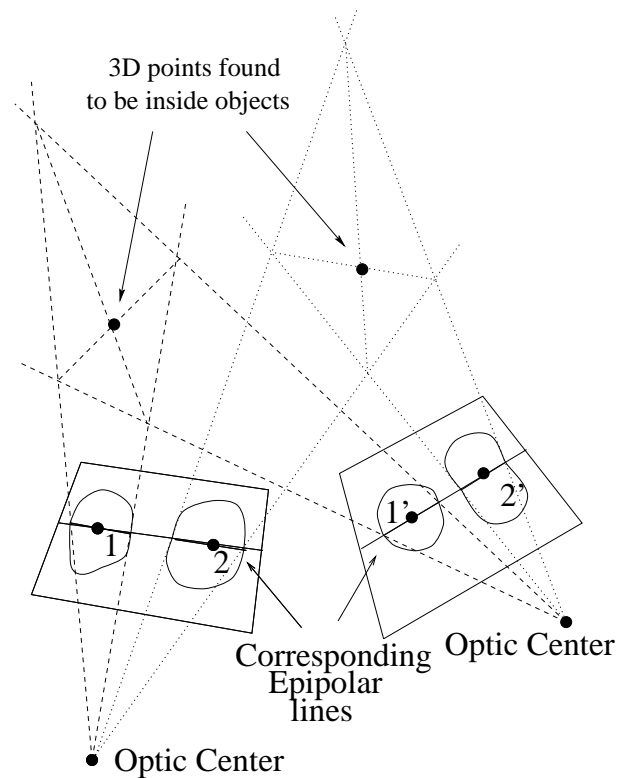 3D points found
to be inside objects
1
2
1'
2'
Optic Center
Corresponding
Epipolar
lines
Optic Center